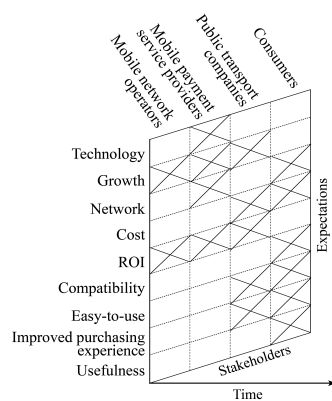 Mobile network
operators
Mobile payment
service providers
Public transport
companies
Consumers
Technology
Growth
Network
Cost
ROI
Compatibility
Easy-to-use
Improved purchasing
experience
Usefulness
Expectations
Stakeholders
Time